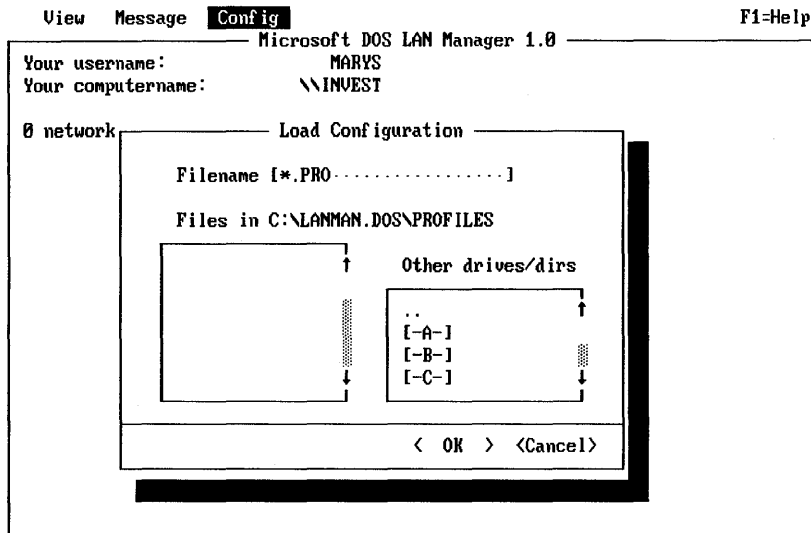 View Message Config F1=Help
Microsoft DOS LAN Manager 1.0
Your username: MARYS
Your computername: \\INVEST
0 network
Load Configuration
Filename [*.PRO·················]
Files in C:\LANMAN.DOS\PROFILES
Other drives/dirs
..
[-A-]
[-B-]
[-C-]
< OK > <Cancel>